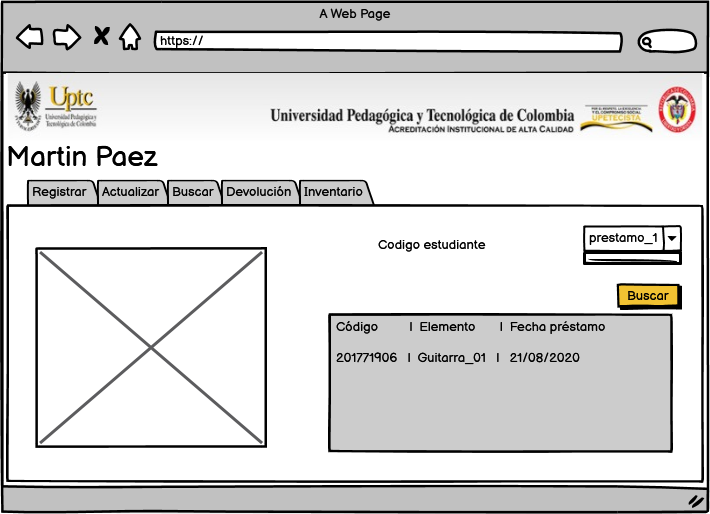 A Web Page
https://
Uptc
Universidad Pedagógica y
Tecnológica de Colombia
Universidad Pedagógica y Tecnológica de Colombia
ACREDITACIÓN INSTITUCIONAL DE ALTA CALIDAD
UPETECISTA
Martin Paez
Registrar Actualizar Buscar Devolución Inventario
Codigo estudiante
prestamo_1
Buscar
Código | Elemento | Fecha préstamo
201771906 | Guitarra_01 | 21/08/2020